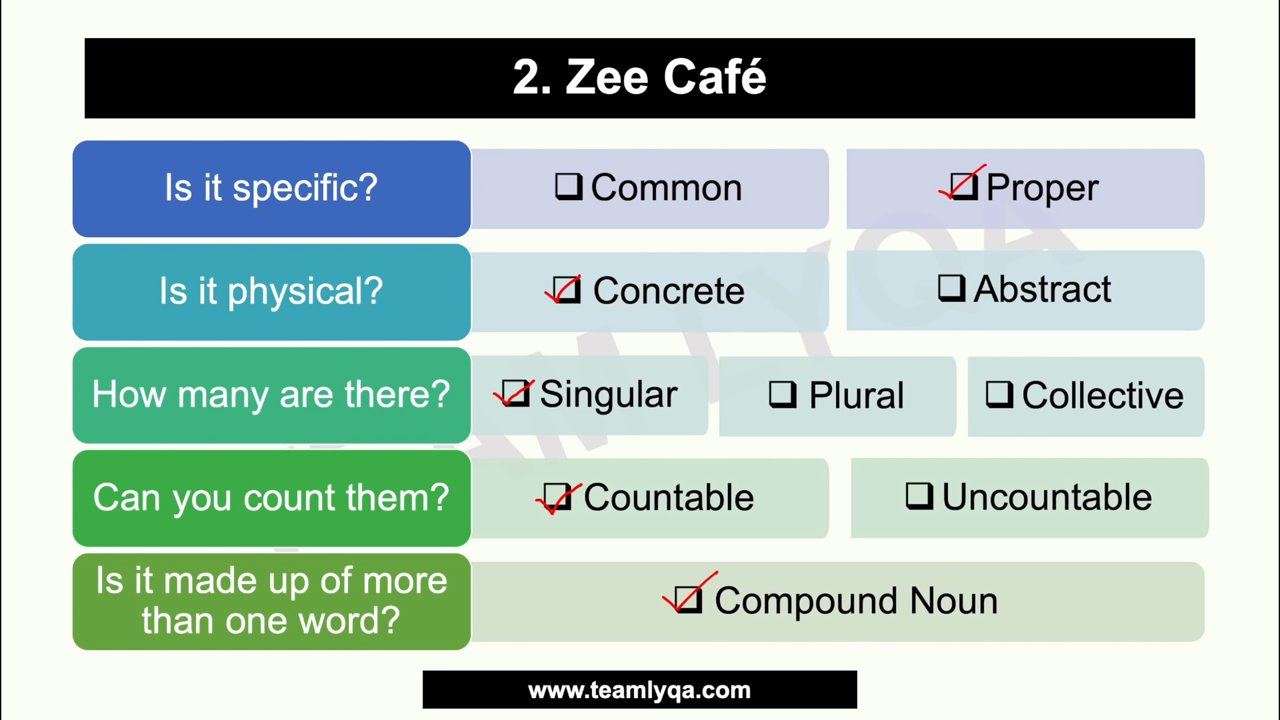 2. Zee Café
Is it specific?
Common
Proper
Is it physical?
Concrete
Abstract
How many are there?
Singular
Plural
Collective
Can you count them?
Countable
Uncountable
Is it made up of more
than one word?
Compound Noun
www.teamlyqa.com